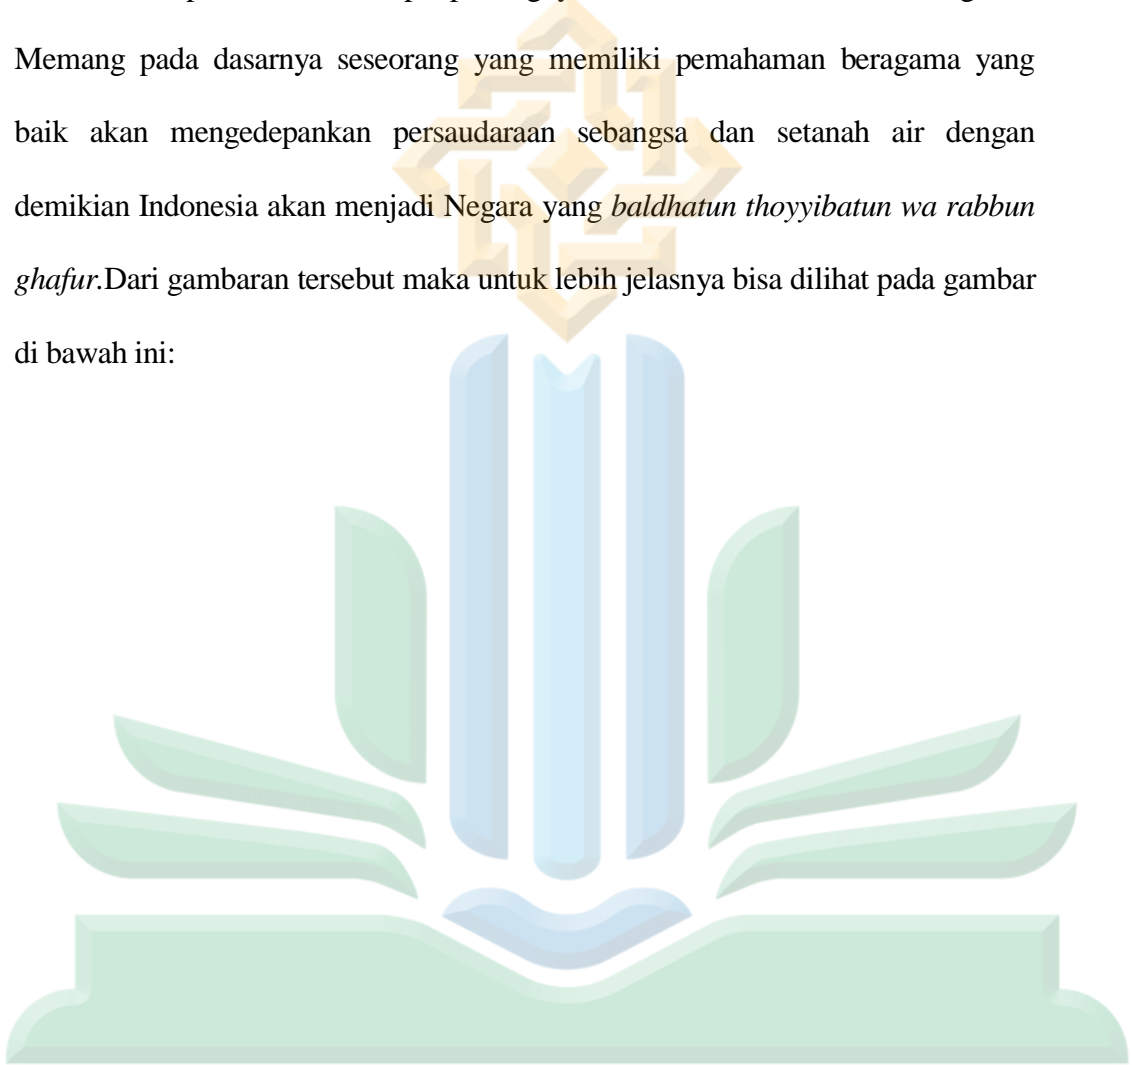 Memang pada dasarnya seseorang yang memiliki pemahaman beragama yang
baik akan mengedepankan persaudaraan sebangsa dan setanah air dengan
demikian Indonesia akan menjadi Negara yang baldhatun thoyyibatun wa rabbun
ghafur.Dari gambaran tersebut maka untuk lebih jelasnya bisa dilihat pada gambar
di bawah ini: